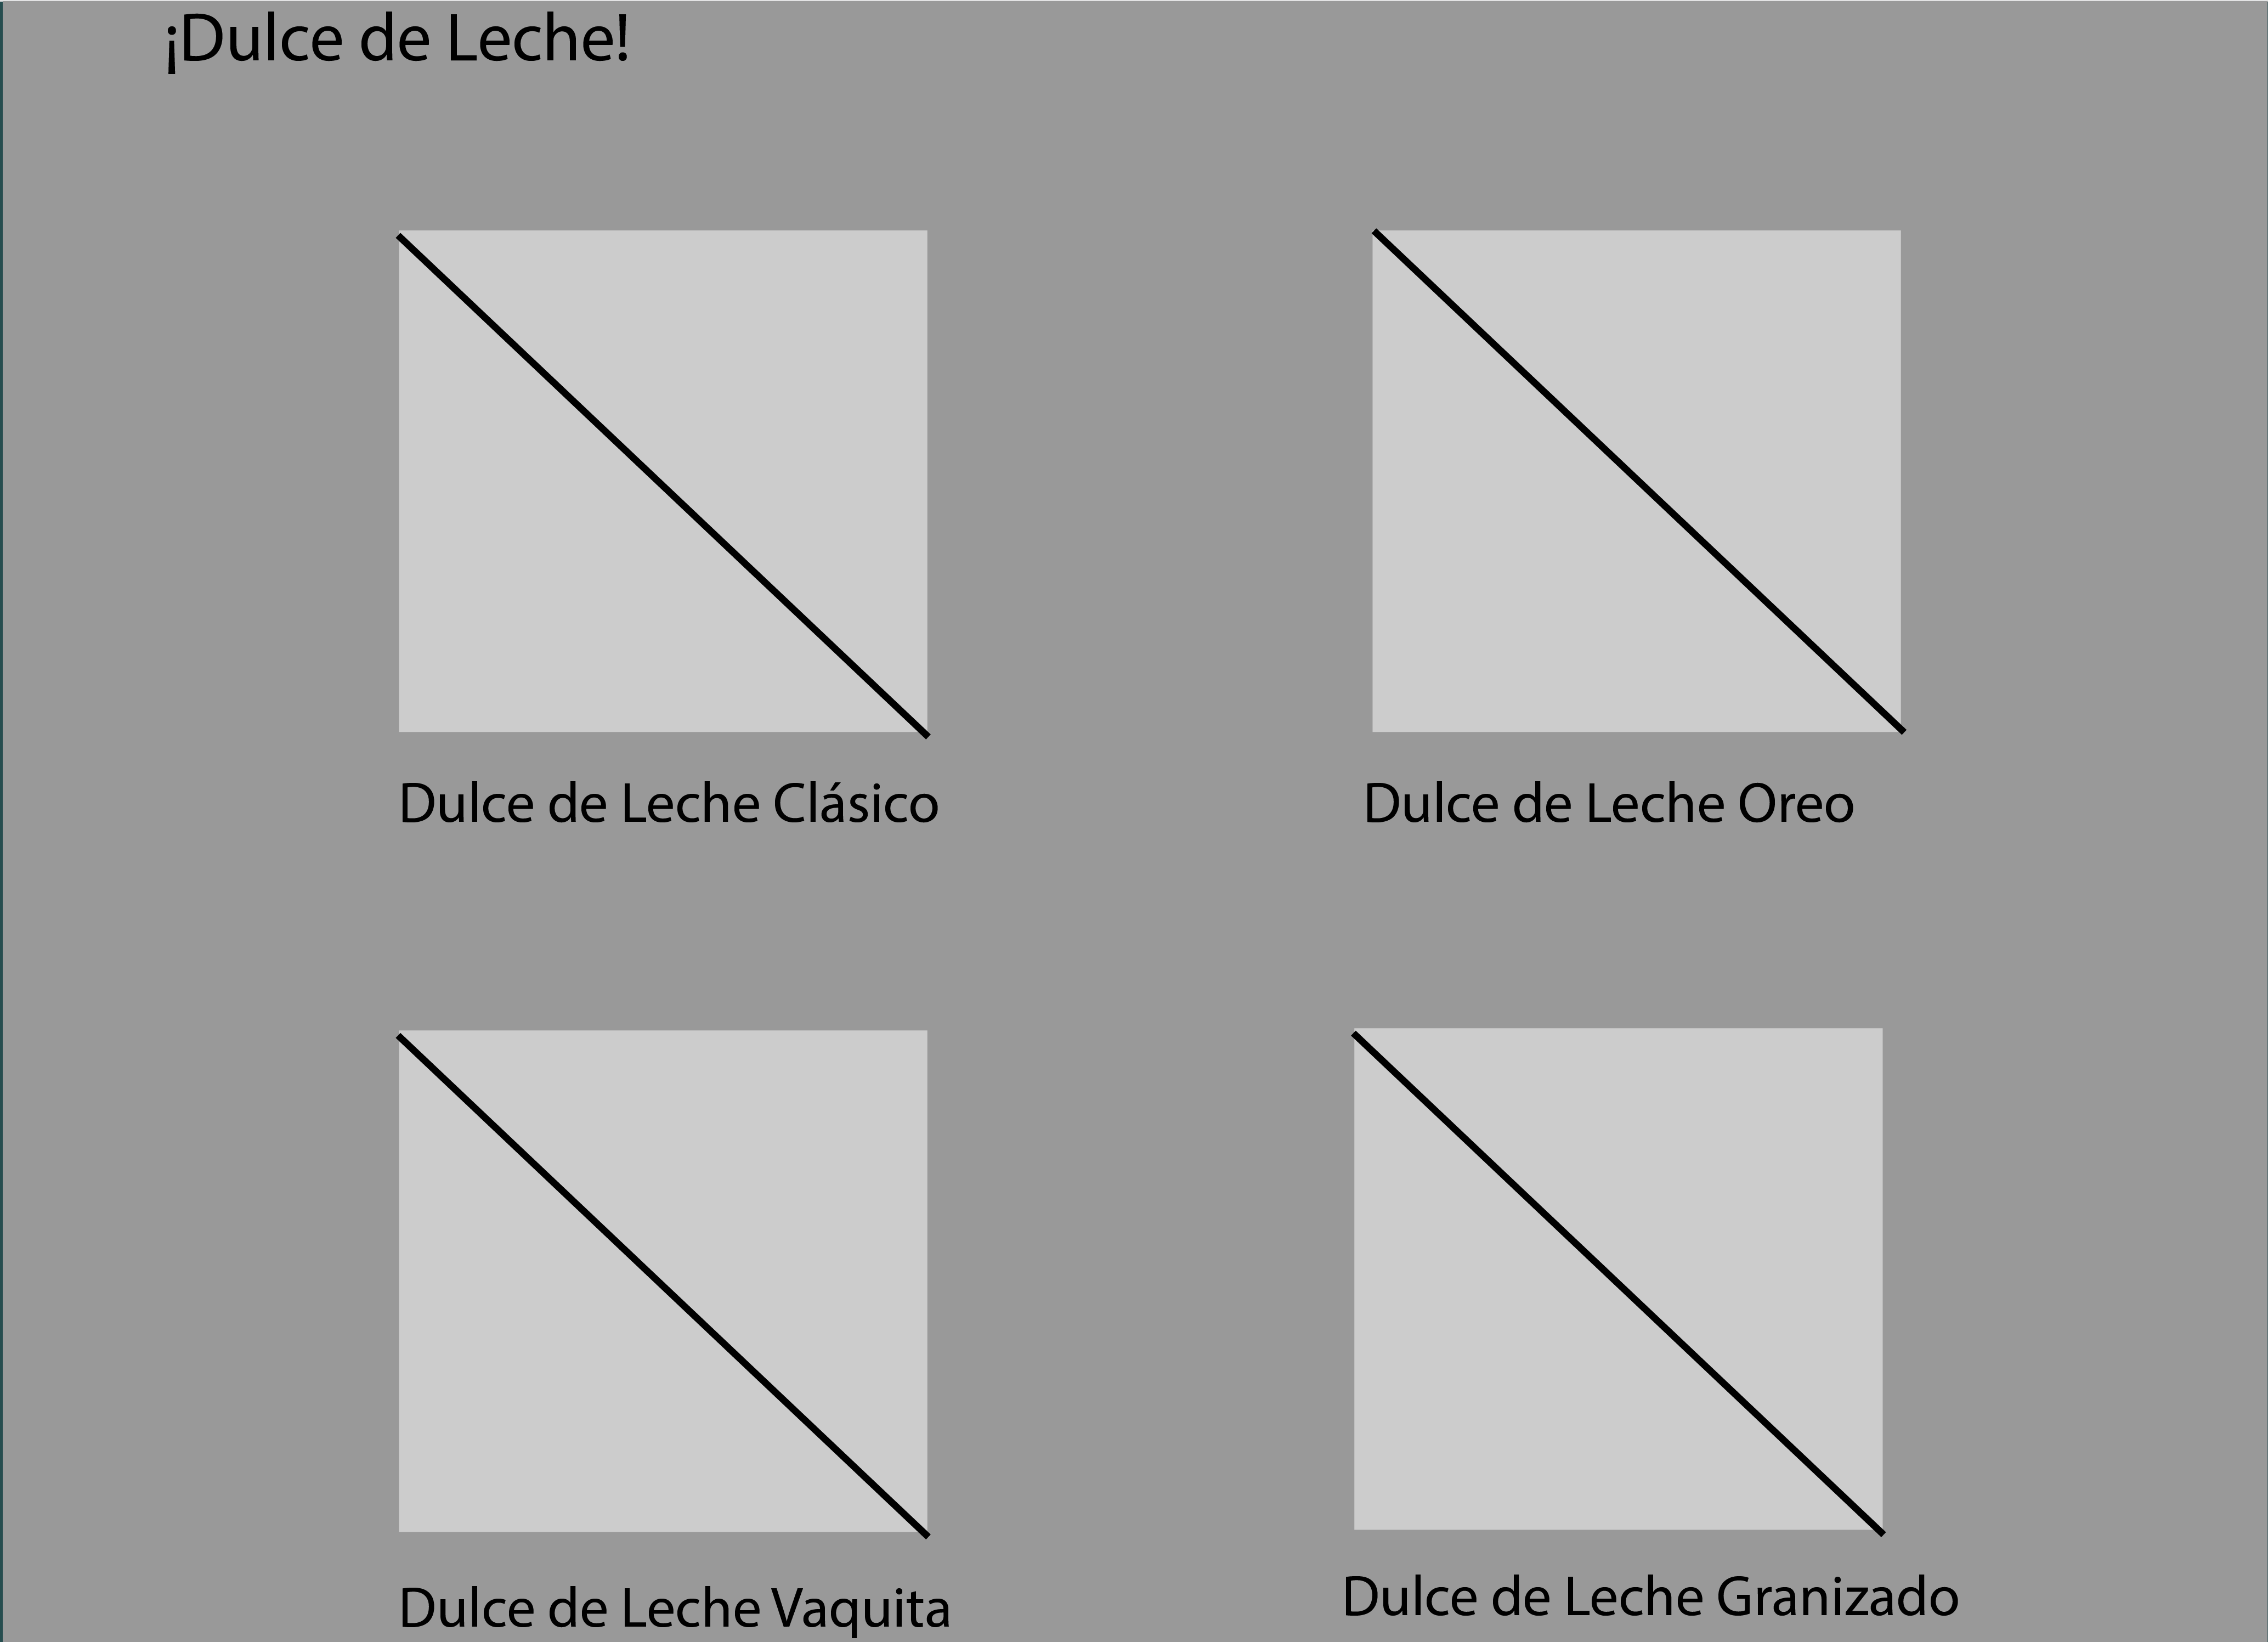 ¡Dulce de Leche!
Dulce de Leche Clásico
Dulce de Leche Oreo
Dulce de Leche Vaquita
Dulce de Leche Granizado